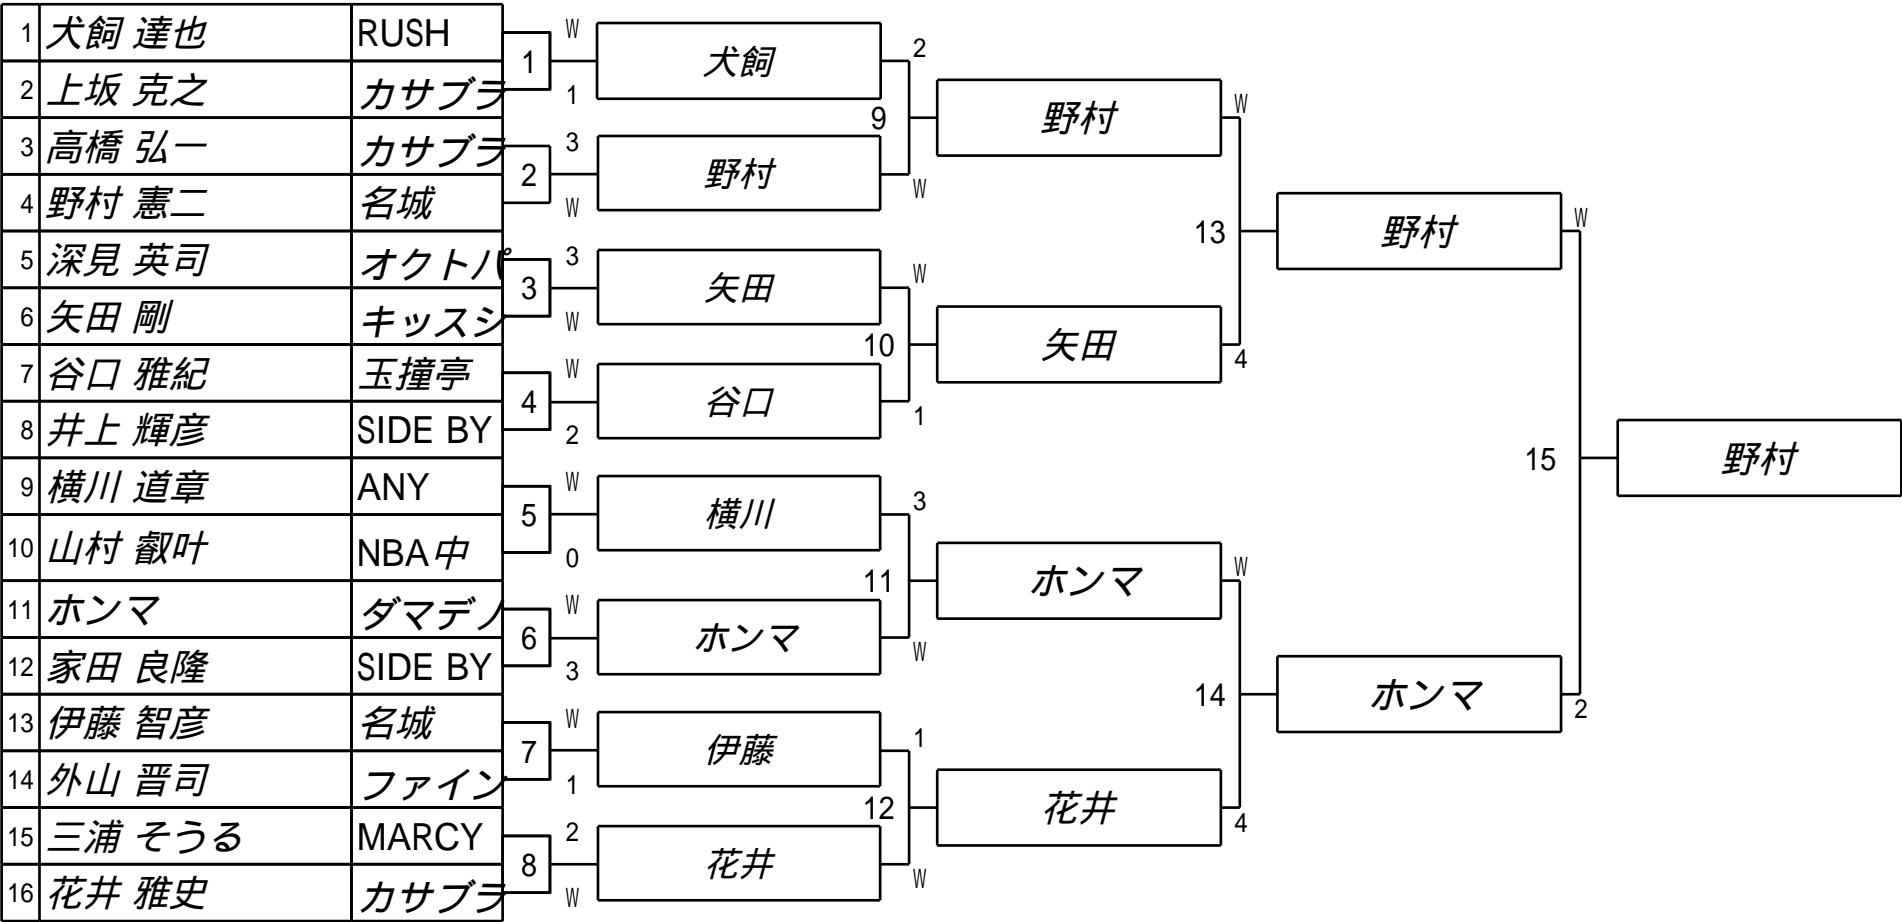 1 犬飼 達也 RUSH
2 上坂 克之 カサブラ
3 高橋 弘一 カサブラ
4 野村 憲二 名城
5 深見 英司 オクトパ
6 矢田 剛 キッスシ
7 谷口 雅紀 玉撞亭
8 井上 輝彦 SIDE BY
9 横川 道章 ANY
10 山村 叡叶 NBA中
11 ホンマ ダマデノ
12 家田 良隆 SIDE BY
13 伊藤 智彦 名城
14 外山 晋司 ファイン
15 三浦 そうる MARCY
16 花井 雅史 カサブラ
1 W 1
2 3 W
3 3 W
4 W 2
5 W 0
6 W 3
7 W 1
8 2 W
犬飼 2
9
野村 W
矢田 W
10
谷口 1
横川 3
11
ホンマ W
伊藤 1
12
花井 W
野村 W
13
矢田 4
ホンマ W
14
花井 4
野村 W
15
ホンマ 2
野村